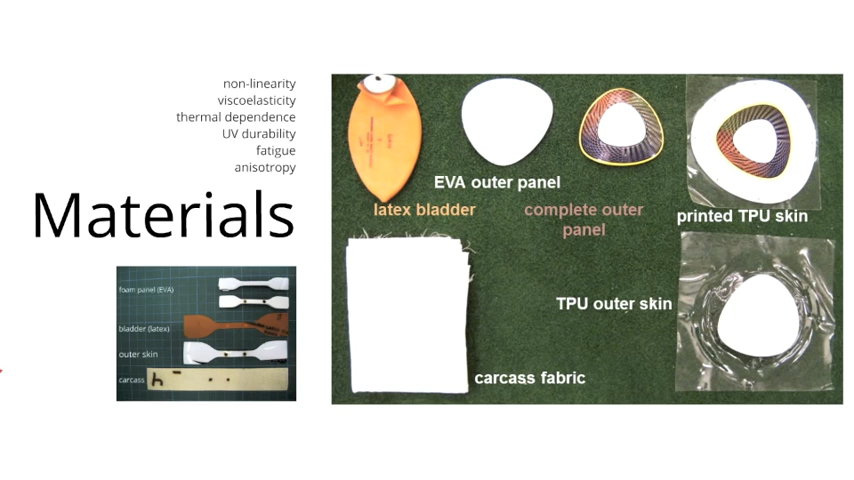 non-linearity
viscoelasticity
thermal dependence
UV durability
fatigue
anisotropy
Materials
foam panel (EVA)
bladder (latex)
outer skin
carcass
h
EVA outer panel
latex bladder
complete outer
panel
printed TPU skin
TPU outer skin
carcass fabric